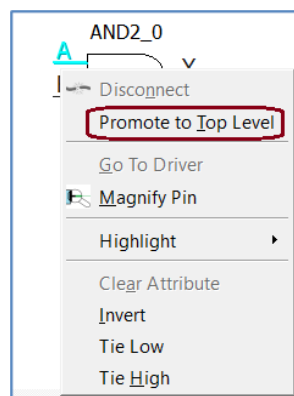 AND2_0
A
Y
Disconnect
Promote to Top Level
Go To Driver
Magnify Pin
Highlight
Clear Attribute
Invert
Tie Low
Tie High